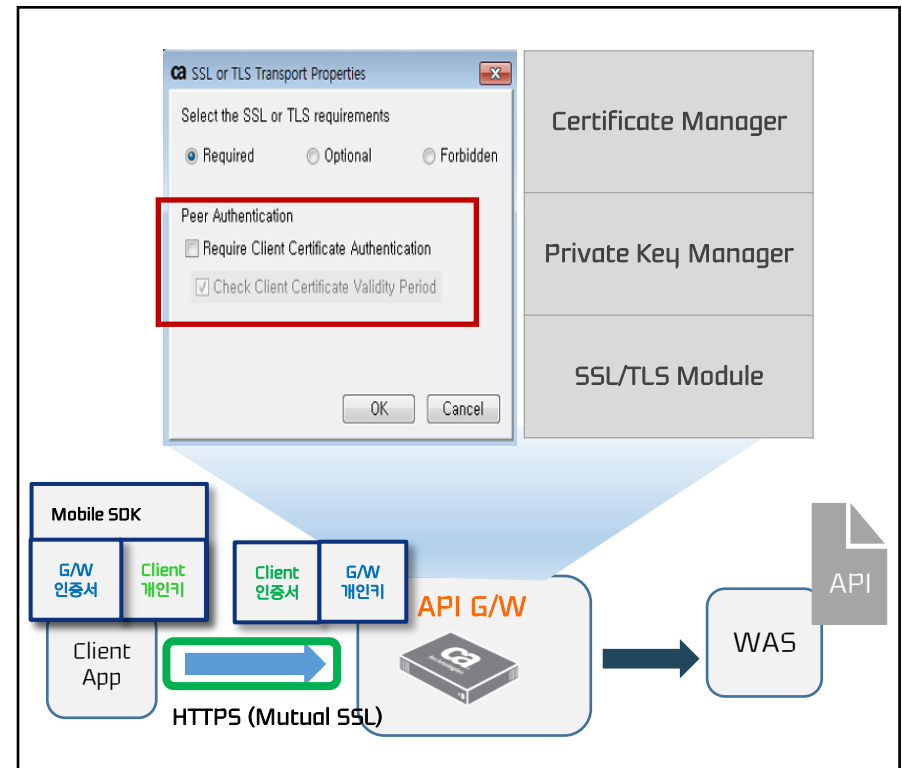 ca SSL or TLS Transport Properties
Select the SSL or TLS requirements
Required Optional Forbidden
Peer Authentication
Require Client Certificate Authentication
Check Client Certificate Validity Period
OK Cancel
Certificate Manager
Private Key Manager
SSL/TLS Module
Mobile SDK
G/W
인증서
Client
개인키
Client
인증서
G/W
개인키
Client
App
HTTPS (Mutual SSL)
API G/W
ca
technologies
WAS
API